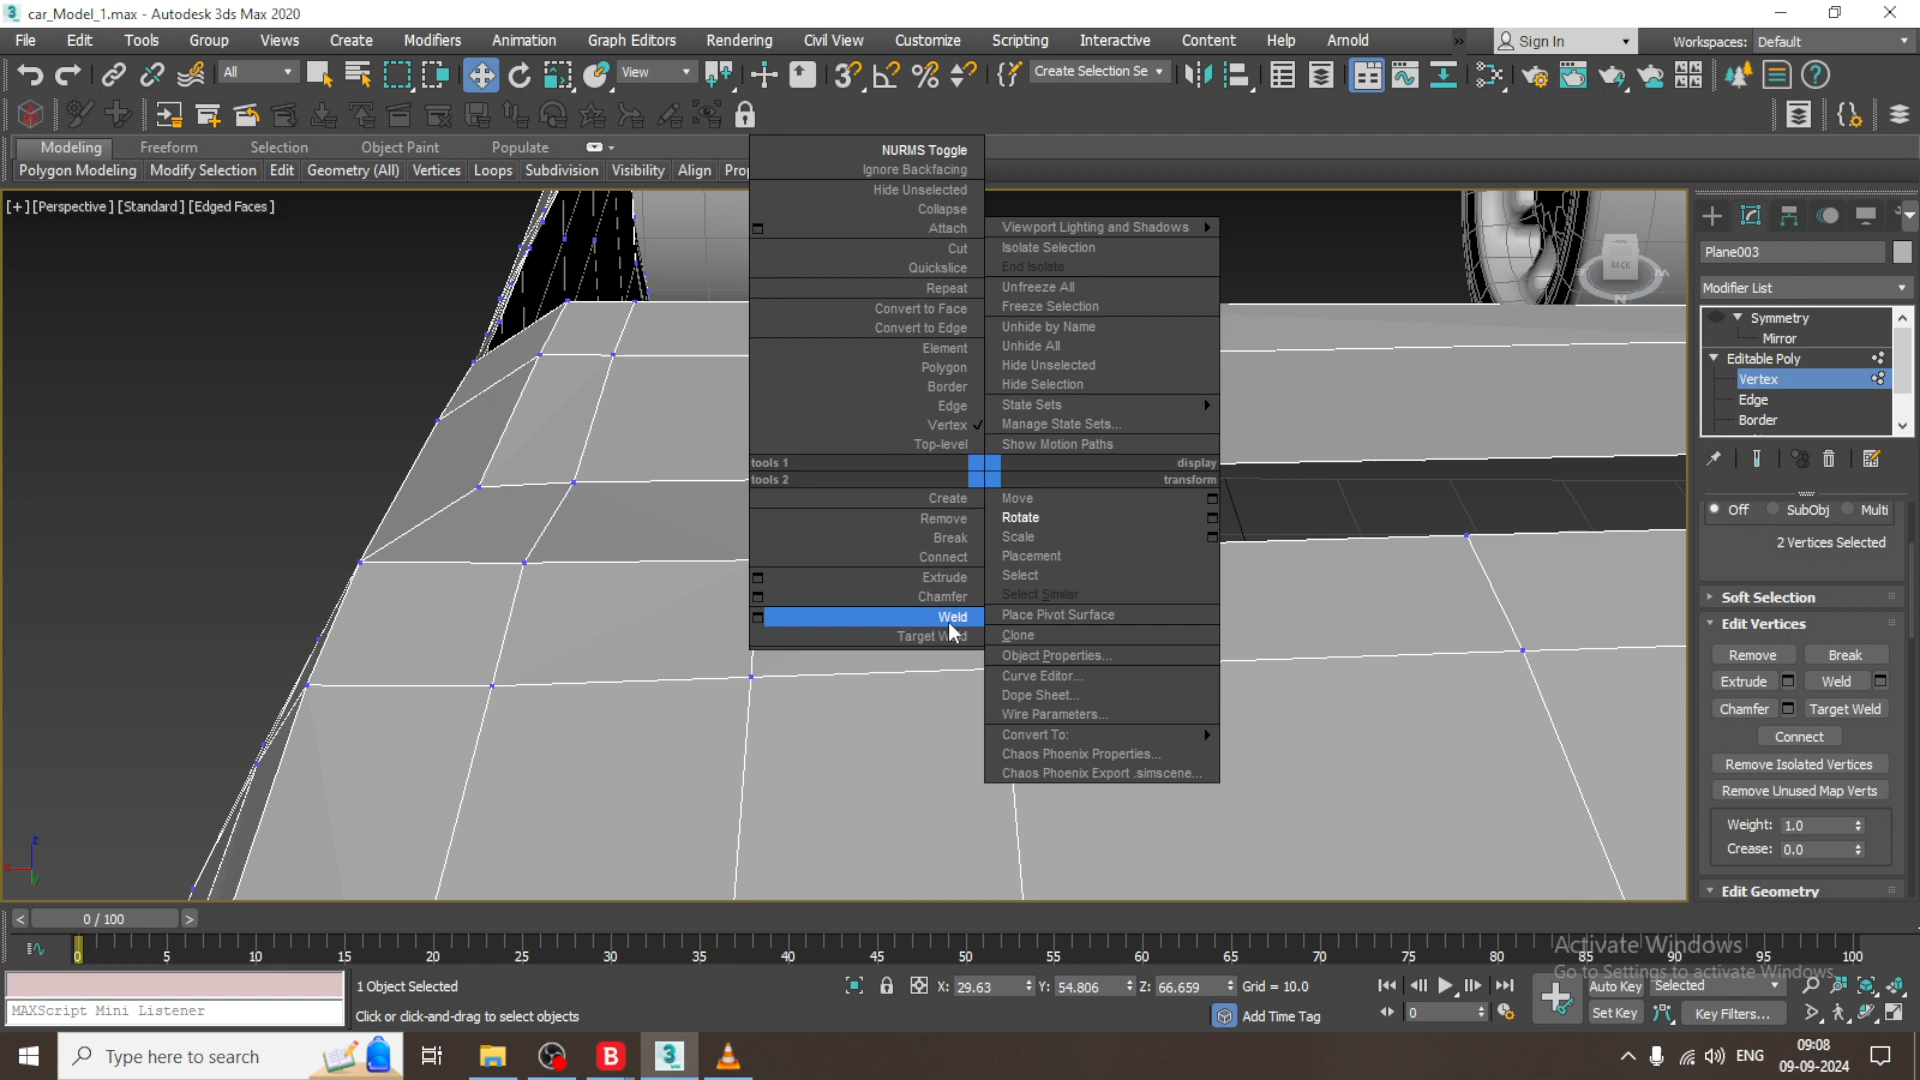 car_Model_1.max - Autodesk 3ds Max 2020
File Edit Tools Group Views Create Modifiers Animation Graph Editors Rendering Civil View Customize Scripting Interactive Content Help Arnold Sign In Workspaces: Default
All View Create Selection Se
Modeling Freeform Selection Object Paint Populate
Polygon Modeling Modify Selection Edit Geometry (All) Vertices Loops Subdivision Visibility Align
[+] [Perspective] [Standard] [Edged Faces]
NURMS Toggle
Ignore Backfacing
Hide Unselected
Collapse
Attach
Cut
Quickslice
Repeat
Convert to Face
Convert to Edge
Element
Polygon
Border
Edge
Vertex
Top-level
tools 1
tools 2
Create
Remove
Break
Connect
Extrude
Chamfer
Weld
Target Weld
Viewport Lighting and Shadows
Isolate Selection
End Isolate
Unfreeze All
Freeze Selection
Unhide by Name
Unhide All
Hide Unselected
Hide Selection
State Sets
Manage State Sets...
Show Motion Paths
display
transform
Move
Rotate
Scale
Placement
Select
Select Similar
Place Pivot Surface
Clone
Object Properties...
Curve Editor...
Dope Sheet...
Wire Parameters...
Convert To:
Chaos Phoenix Properties...
Chaos Phoenix Export .simscene...
BACK
N
Plane003
Modifier List
Symmetry
Mirror
Editable Poly
Vertex
Edge
Border
Off SubObj Multi
2 Vertices Selected
Soft Selection
Edit Vertices
Remove Break
Extrude Weld
Chamfer Target Weld
Connect
Remove Isolated Vertices
Remove Unused Map Verts
Weight: 1.0
Crease: 0.0
Edit Geometry
z
x
y
< 0 / 100 >
0 5 10 15 20 25 30 35 40 45 50 55 60 65 70 75 80 85 90 95 100
Activate Windows
Go to Settings to activate Windows.
MAXScript Mini Listener
1 Object Selected
Click or click-and-drag to select objects
X: 29.63 Y: 54.806 Z: 66.659 Grid = 10.0
Add Time Tag
0
Auto Key Selected
Set Key Key Filters...
Type here to search
ENG
09:08
09-09-2024